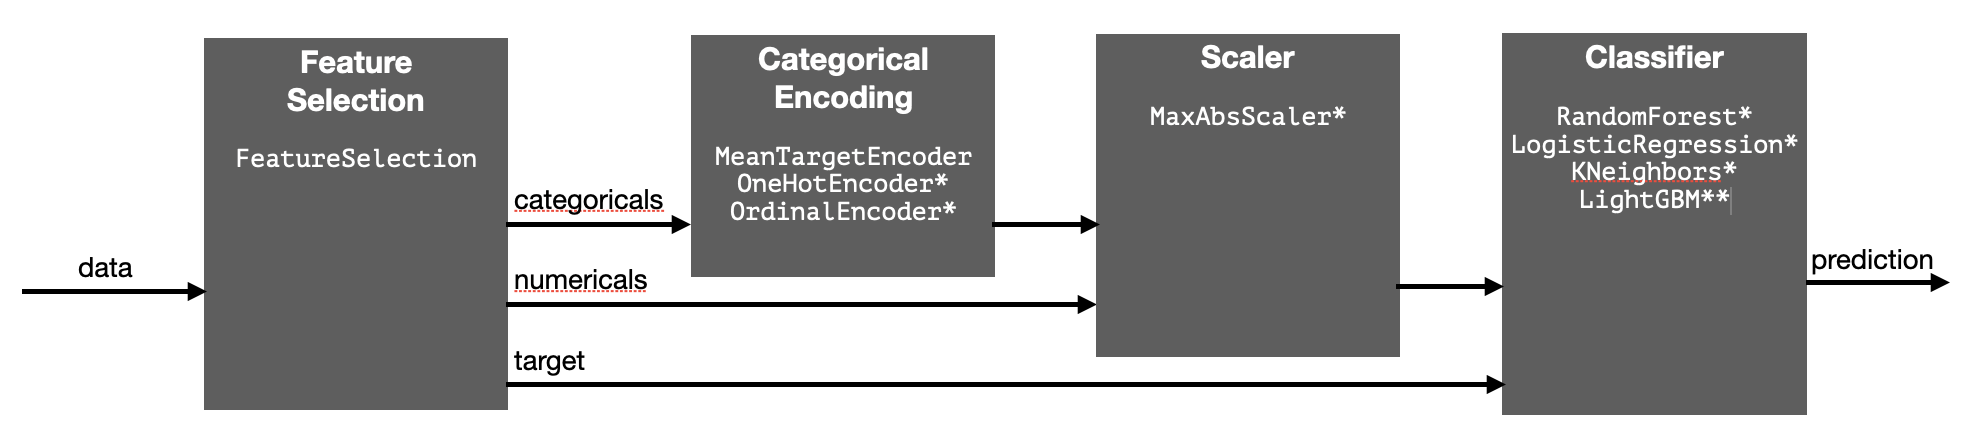 data
Feature
Selection
FeatureSelection
categoricals
numericals
target
Categorical
Encoding
MeanTargetEncoder
OneHotEncoder*
OrdinalEncoder*
Scaler
MaxAbsScaler*
Classifier
RandomForest*
LogisticRegression*
KNeighbors*
LightGBM**
prediction